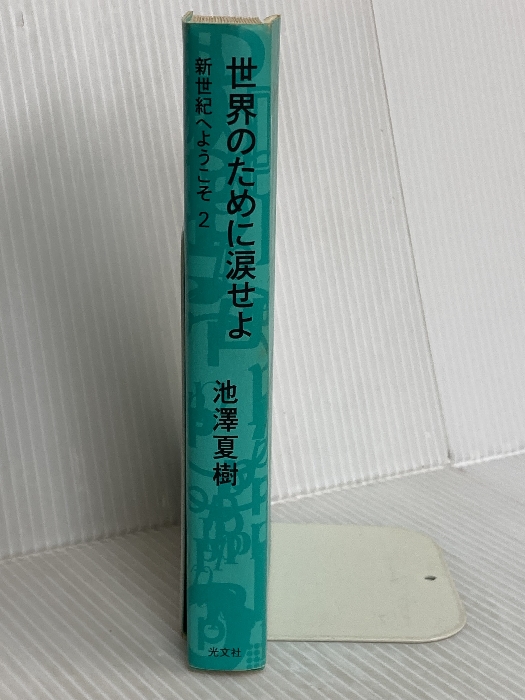 世界のために涙せよ
新世紀へようこそ 2
池澤夏樹
光文社